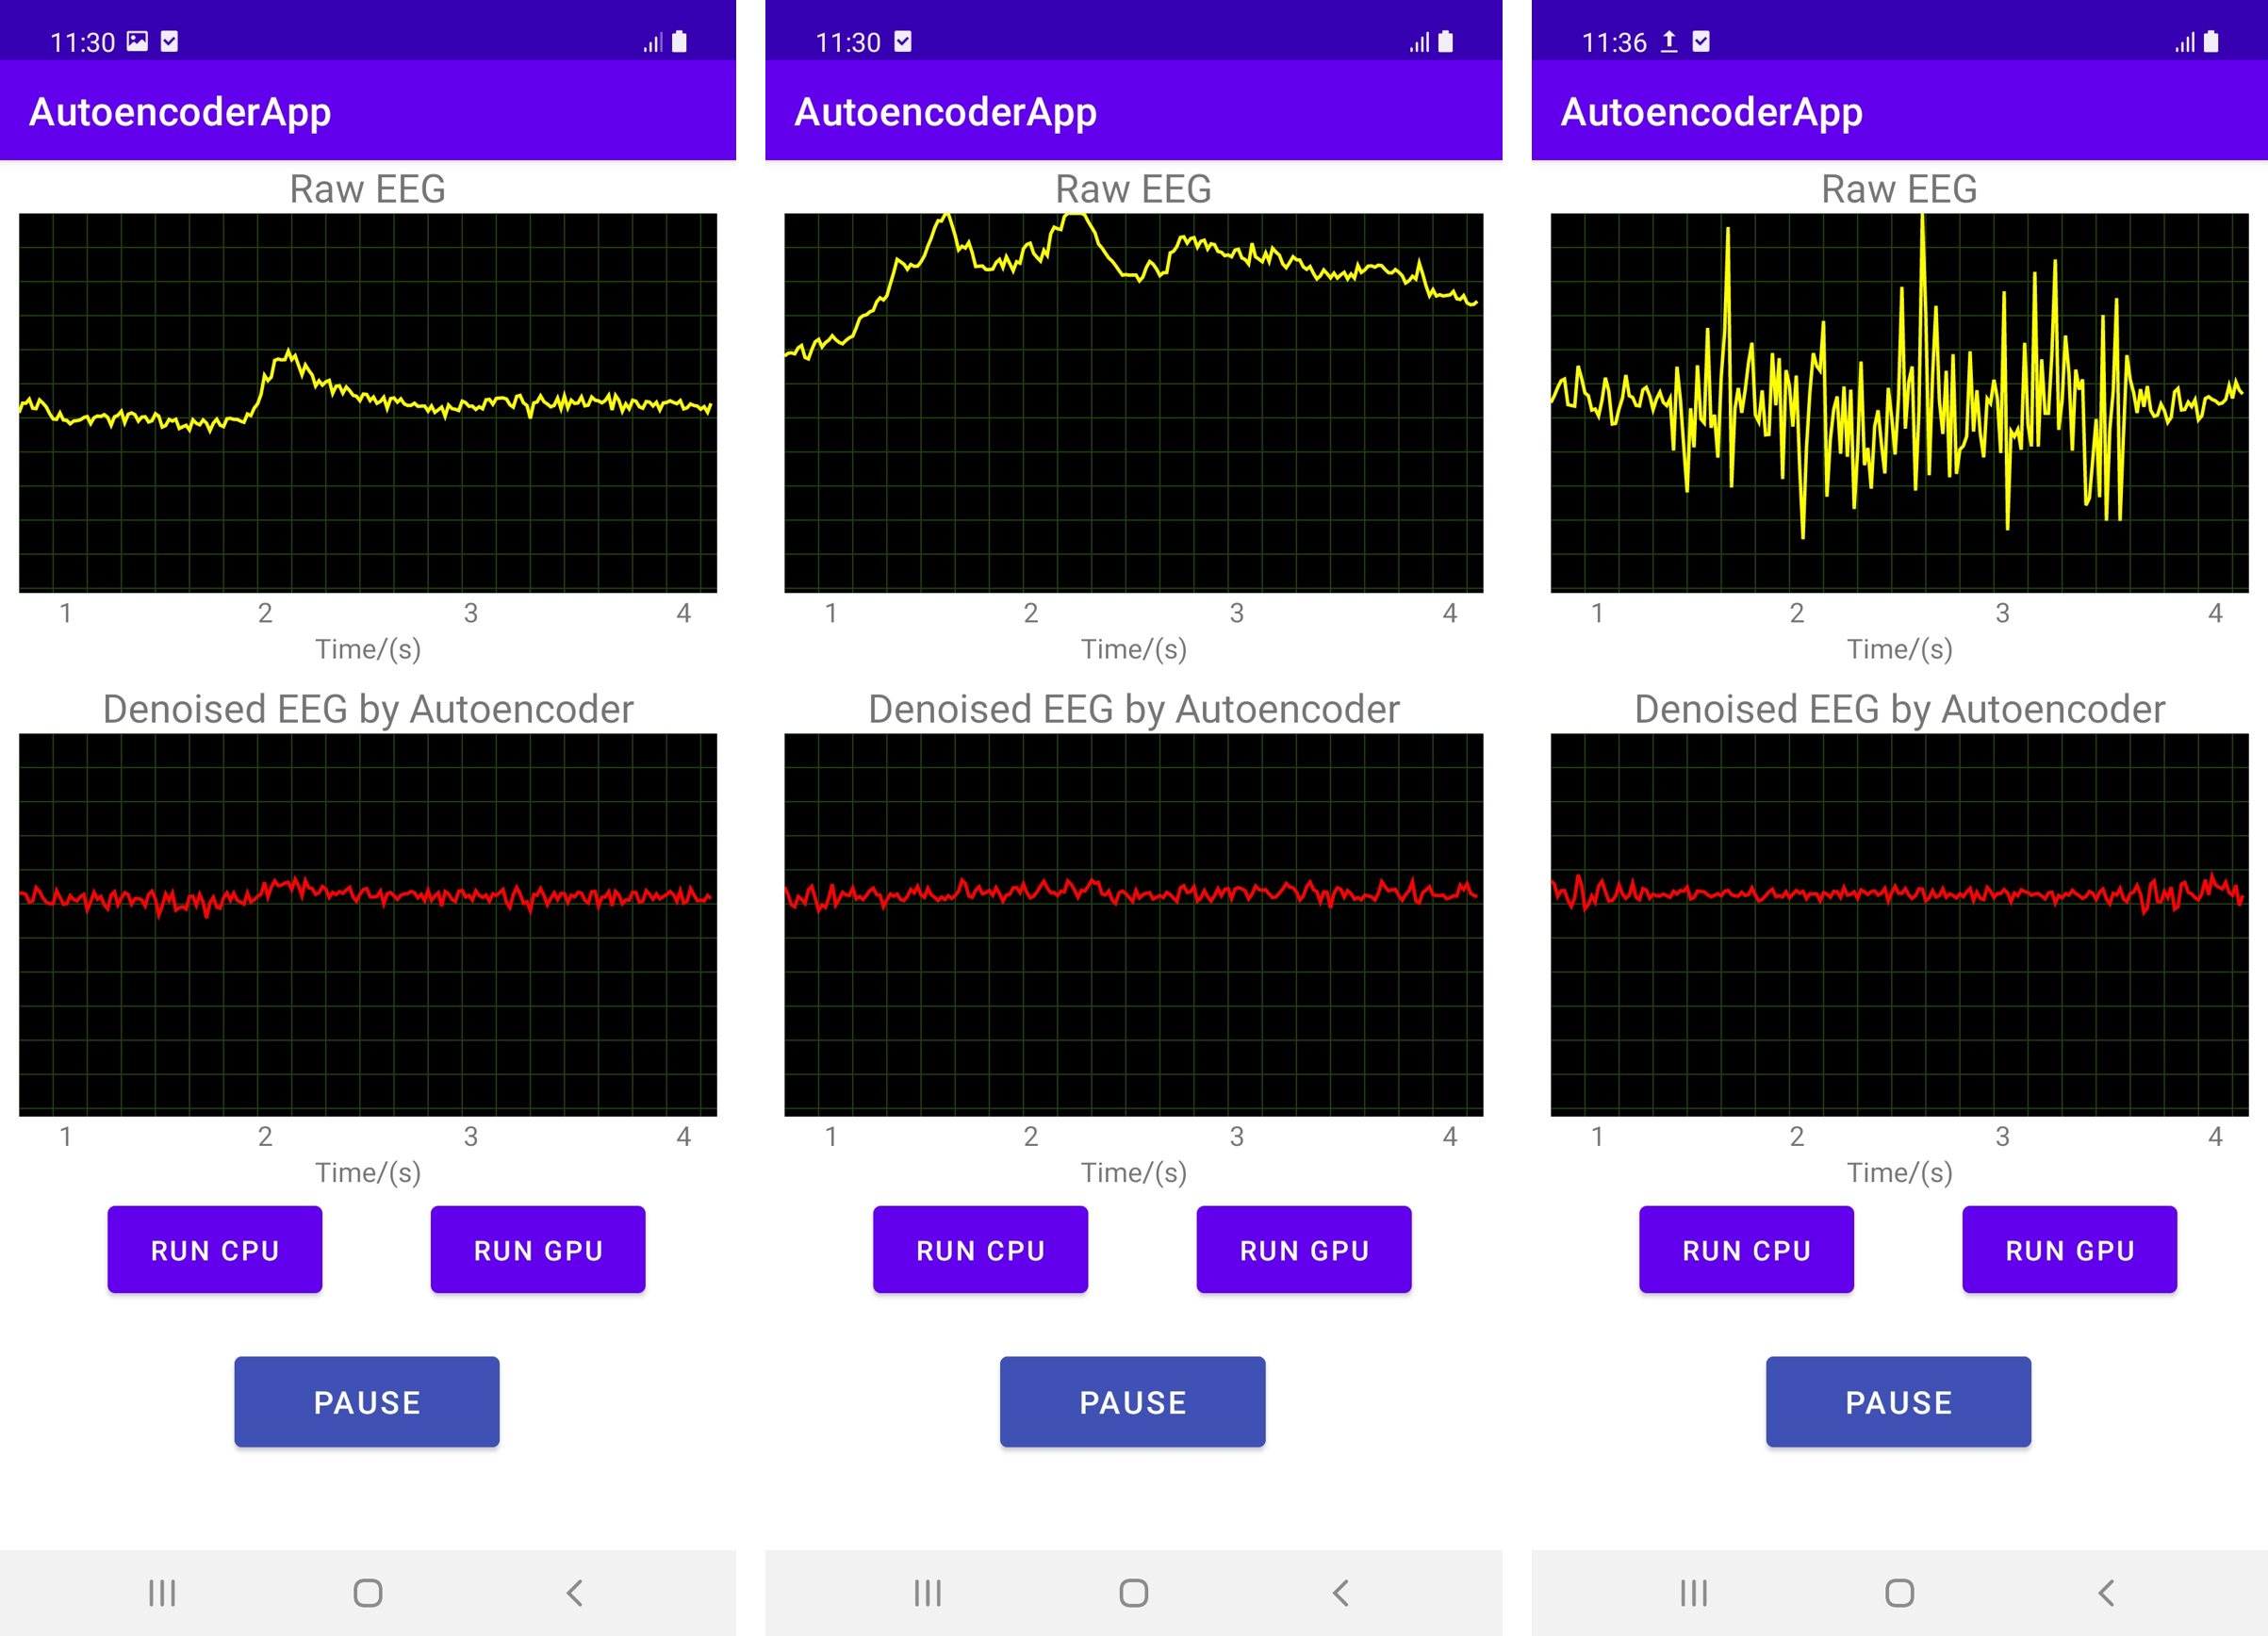 11:30
AutoencoderApp
Raw EEG
1 2 3 4
Time/(s)
Denoised EEG by Autoencoder
1 2 3 4
Time/(s)
RUN CPU RUN GPU
PAUSE
11:30
AutoencoderApp
Raw EEG
1 2 3 4
Time/(s)
Denoised EEG by Autoencoder
1 2 3 4
Time/(s)
RUN CPU RUN GPU
PAUSE
11:36
AutoencoderApp
Raw EEG
1 2 3 4
Time/(s)
Denoised EEG by Autoencoder
1 2 3 4
Time/(s)
RUN CPU RUN GPU
PAUSE